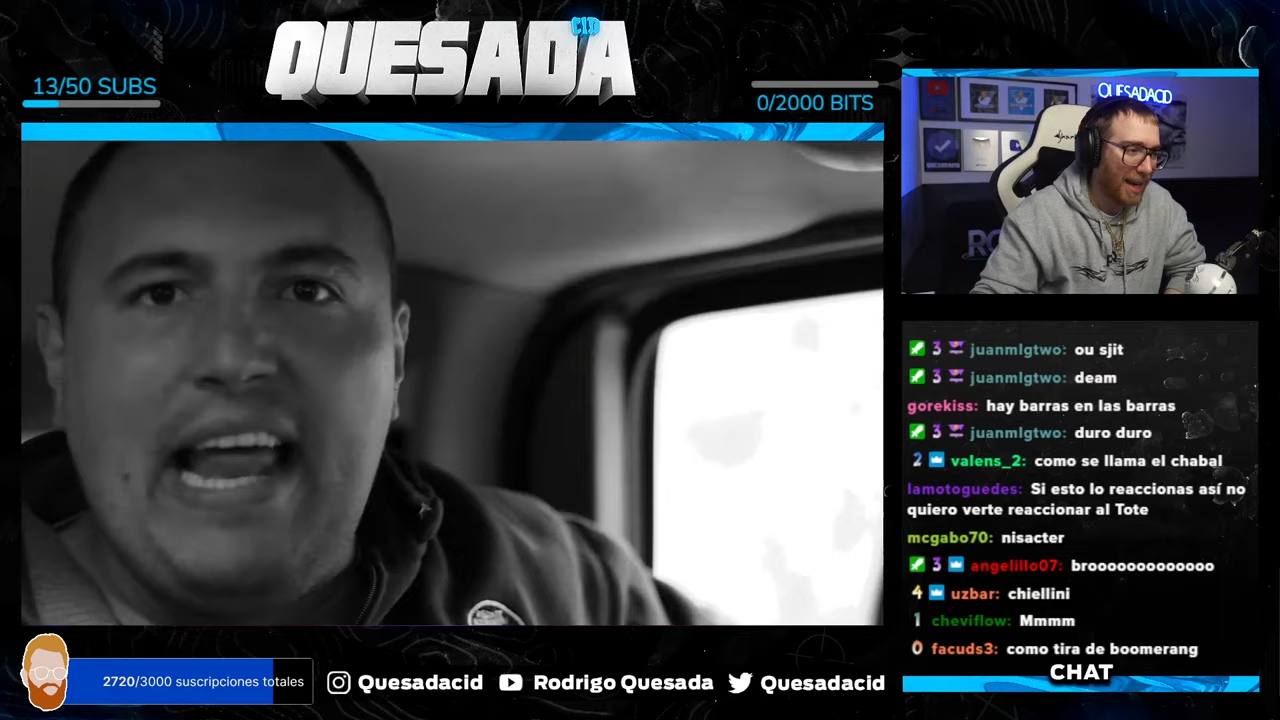 QUESADA
CID
13/50 SUBS
0/2000 BITS
QUESADACID
3 juanmlgtwo: ou sjit
3 juanmlgtwo: deam
gorekiss: hay barras en las barras
3 juanmlgtwo: duro duro
2 valens_2: como se llama el chabal
lamotoguedes: Si esto lo reaccionas así no
quiero verte reaccionar al Tote
mcgabo70: nisacter
3 angelillo07: brooooooooooooo
4 uzbar: chiellini
1 cheviflow: Mmmm
0 facuds3: como tira de boomerang
CHAT
2720/3000 suscripciones totales
Quesadacid
Rodrigo Quesada
Quesadacid